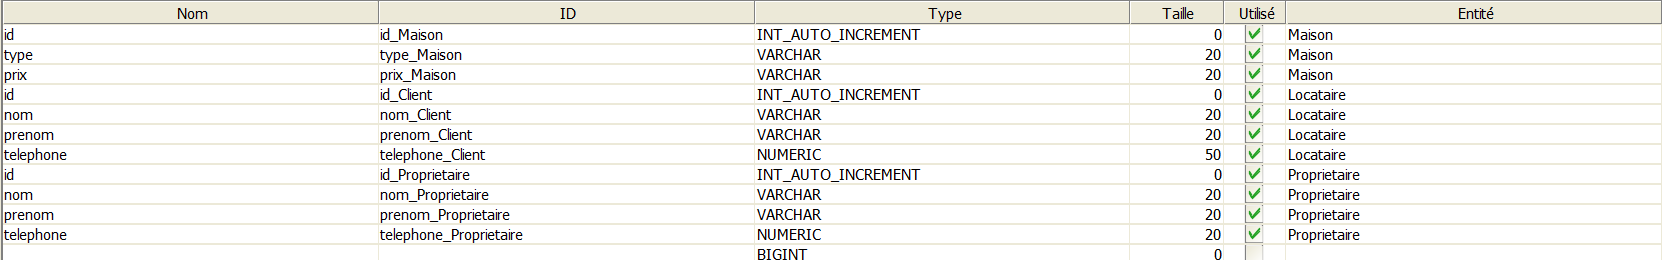 Nom ID Type Taille Utilisé Entité
id id_Maison INT_AUTO_INCREMENT 0 Maison
type type_Maison VARCHAR 20 Maison
prix prix_Maison VARCHAR 20 Maison
id id_Client INT_AUTO_INCREMENT 0 Locataire
nom nom_Client VARCHAR 20 Locataire
prenom prenom_Client VARCHAR 20 Locataire
telephone telephone_Client NUMERIC 50 Locataire
id id_Proprietaire INT_AUTO_INCREMENT 0 Proprietaire
nom nom_Proprietaire VARCHAR 20 Proprietaire
prenom prenom_Proprietaire VARCHAR 20 Proprietaire
telephone telephone_Proprietaire NUMERIC 20 Proprietaire
BIGINT 0